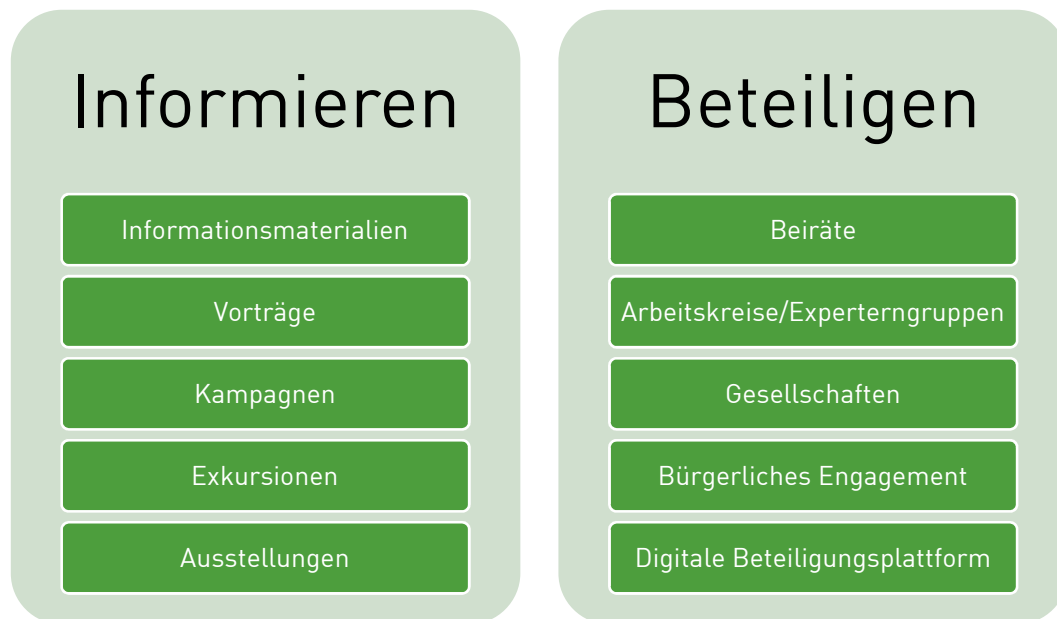 Informieren
Informationsmaterialien
Vorträge
Kampagnen
Exkursionen
Ausstellungen
Beteiligen
Beiräte
Arbeitskreise/Experterngruppen
Gesellschaften
Bürgerliches Engagement
Digitale Beteiligungsplattform